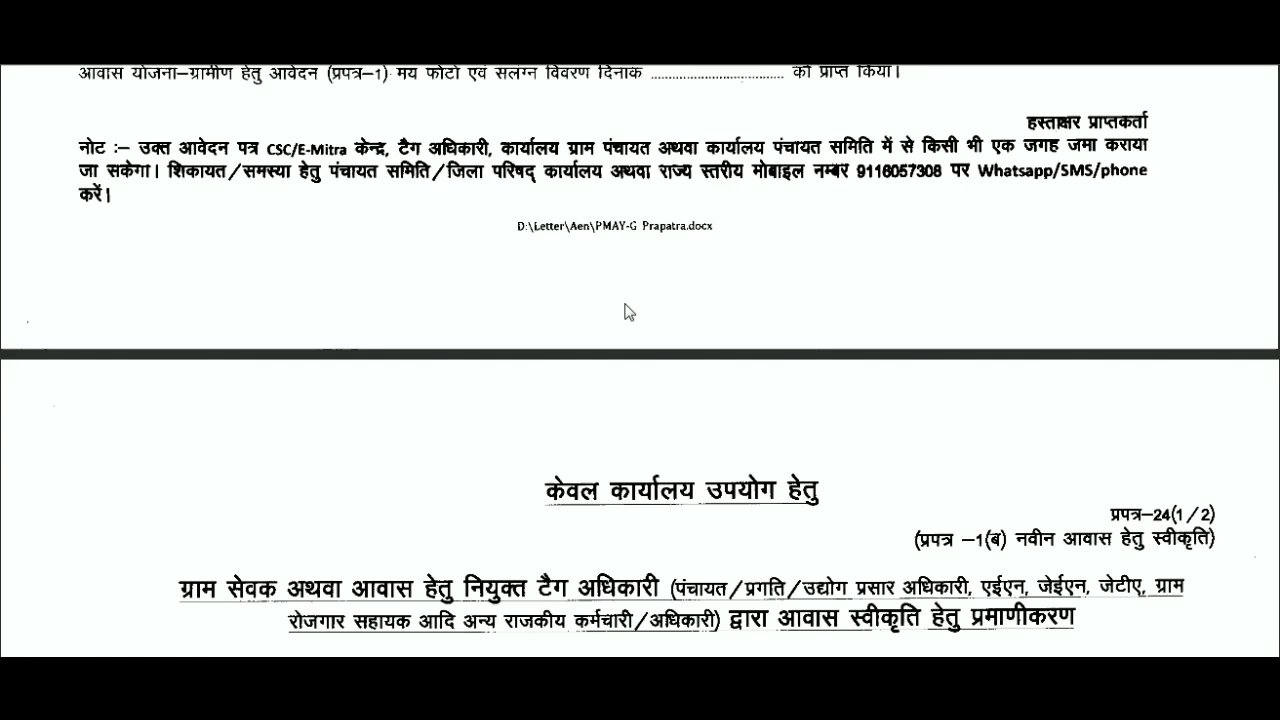 आवास योजना–ग्रामीण हेतु आवेदन (प्रपत्र–1) मय फोटो एवं संलग्न विवरण दिनांक ..................................... को प्राप्त किया।
हस्ताक्षर प्राप्तकर्ता
नोट :– उक्त आवेदन पत्र CSC/E-Mitra केन्द्र, टैग अधिकारी, कार्यालय ग्राम पंचायत अथवा कार्यालय पंचायत समिति में से किसी भी एक जगह जमा कराया
जा सकेगा। शिकायत/समस्या हेतु पंचायत समिति/जिला परिषद् कार्यालय अथवा राज्य स्तरीय मोबाइल नम्बर 9116057308 पर Whatsapp/SMS/phone
करें।
D:\Letter\Aen\PMAY-G Prapatra.docx
केवल कार्यालय उपयोग हेतु
प्रपत्र–24(1/2)
(प्रपत्र –1(ब) नवीन आवास हेतु स्वीकृति)
ग्राम सेवक अथवा आवास हेतु नियुक्त टैग अधिकारी (पंचायत/प्रगति/उद्योग प्रसार अधिकारी, एईएन, जेईएन, जेटीए, ग्राम
रोजगार सहायक आदि अन्य राजकीय कर्मचारी/अधिकारी) द्वारा आवास स्वीकृति हेतु प्रमाणीकरण